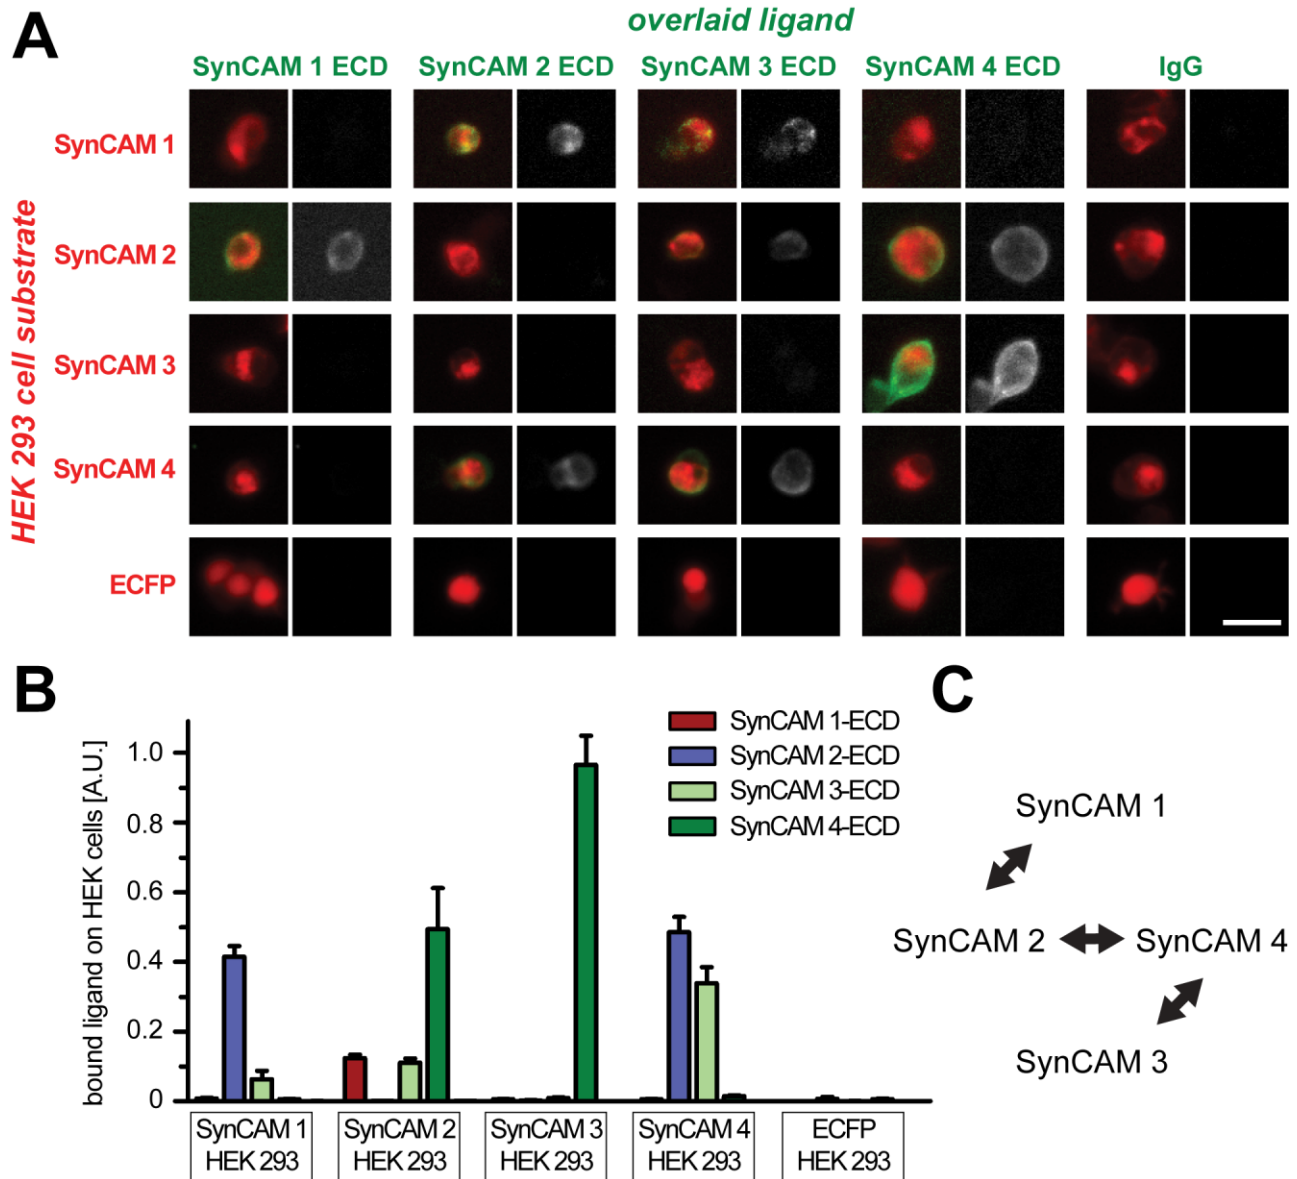 A
overlaid ligand
SynCAM 1 ECD
SynCAM 2 ECD
SynCAM 3 ECD
SynCAM 4 ECD
IgG
HEK 293 cell substrate
SynCAM 1
SynCAM 2
SynCAM 3
SynCAM 4
ECFP
B
bound ligand on HEK cells [A.U.]
1.0
0.8
0.6
0.4
0.2
0
SynCAM 1-ECD
SynCAM 2-ECD
SynCAM 3-ECD
SynCAM 4-ECD
SynCAM 1
HEK 293
SynCAM 2
HEK 293
SynCAM 3
HEK 293
SynCAM 4
HEK 293
ECFP
HEK 293
C
SynCAM 1
SynCAM 2
SynCAM 4
SynCAM 3